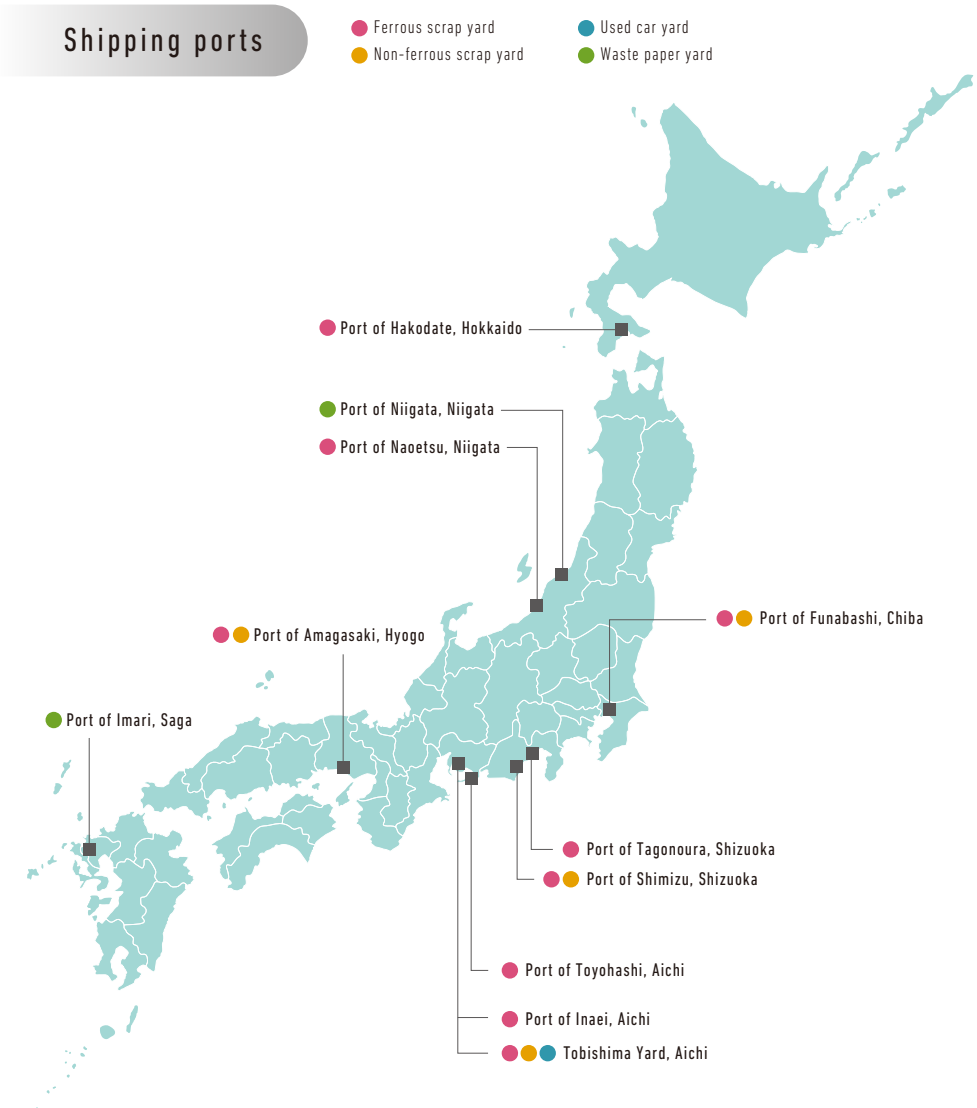 Shipping ports
Ferrous scrap yard
Used car yard
Non-ferrous scrap yard
Waste paper yard
Port of Hakodate, Hokkaido
Port of Niigata, Niigata
Port of Naoetsu, Niigata
Port of Funabashi, Chiba
Port of Amagasaki, Hyogo
Port of Imari, Saga
Port of Tagonoura, Shizuoka
Port of Shimizu, Shizuoka
Port of Toyohashi, Aichi
Port of Inaei, Aichi
Tobishima Yard, Aichi